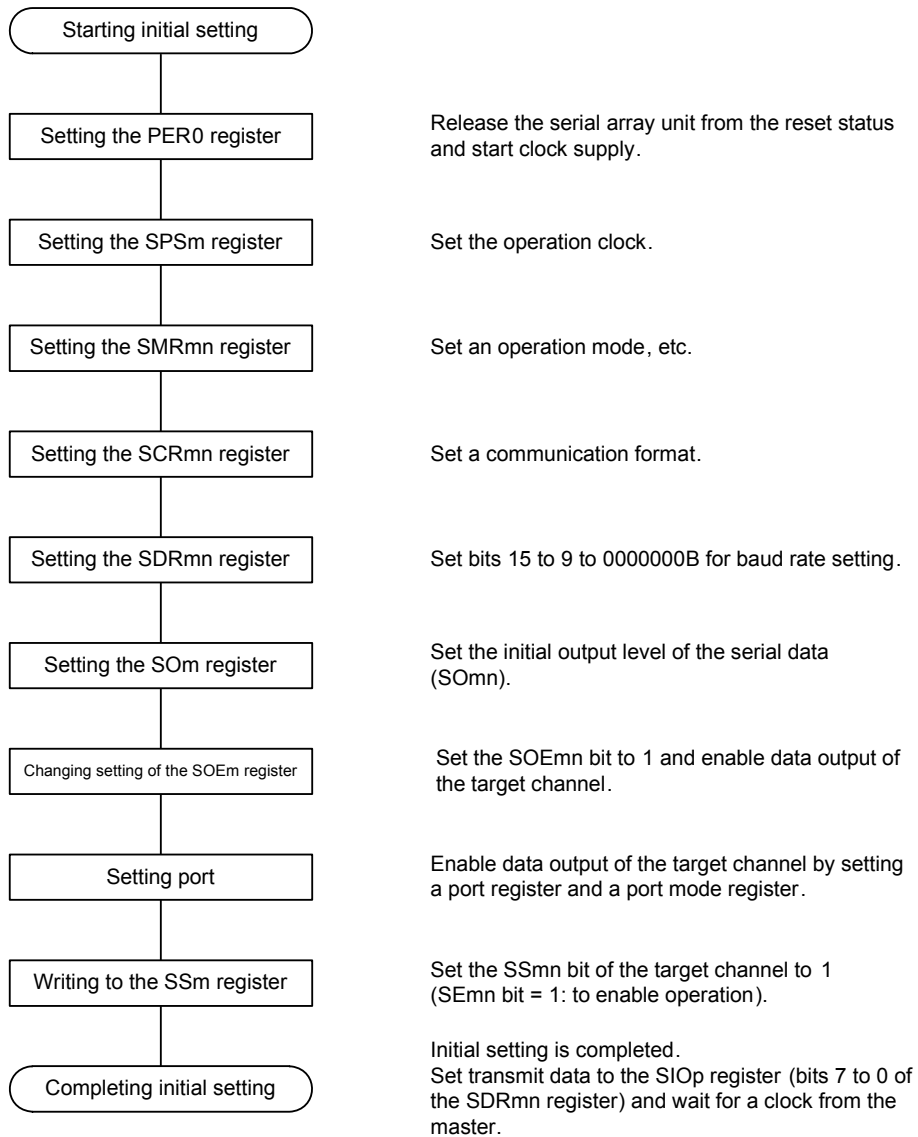 Starting initial setting
Setting the PER0 register
Release the serial array unit from the reset status
and start clock supply.
Setting the SPSm register
Set the operation clock.
Setting the SMRmn register
Set an operation mode, etc.
Setting the SCRmn register
Set a communication format.
Setting the SDRmn register
Set bits 15 to 9 to 0000000B for baud rate setting.
Setting the SOm register
Set the initial output level of the serial data
(SOmn).
Changing setting of the SOEm register
Set the SOEmn bit to 1 and enable data output of
the target channel.
Setting port
Enable data output of the target channel by setting
a port register and a port mode register.
Writing to the SSm register
Set the SSmn bit of the target channel to 1
(SEmn bit = 1: to enable operation).
Completing initial setting
Initial setting is completed.
Set transmit data to the SIOp register (bits 7 to 0 of
the SDRmn register) and wait for a clock from the
master.